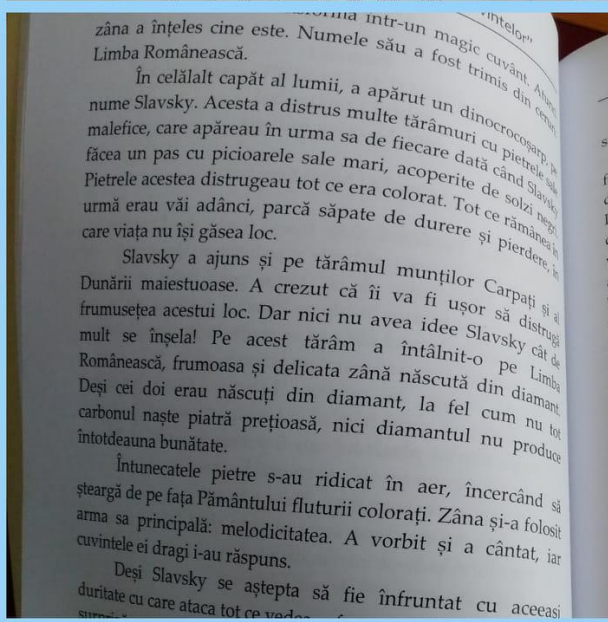 vintelor”
într-un magic cuvânt. Atunci
zâna a înțeles cine este. Numele său a fost trimis din ceruri:
Limba Românească.
În celălalt capăt al lumii, a apărut un dinocrocoșarp, pe
nume Slavsky. Acesta a distrus multe tărâmuri cu pietrele sale
malefice, care apăreau în urma sa de fiecare dată când Slavsky
făcea un pas cu picioarele sale mari, acoperite de solzi negri.
Pietrele acestea distrugeau tot ce era colorat. Tot ce rămânea în
urmă erau văi adânci, parcă săpate de durere și pierdere, în
care viața nu își găsea loc.
Slavsky a ajuns și pe tărâmul munților Carpați și al
Dunării maiestuoase. A crezut că îi va fi ușor să distrugă
frumusețea acestui loc. Dar nici nu avea idee Slavsky cât de
mult se înșela! Pe acest tărâm a întâlnit-o pe Limba
Românească, frumoasa și delicata zână născută din diamant.
Deși cei doi erau născuți din diamant, la fel cum nu tot
carbonul naște piatră prețioasă, nici diamantul nu produce
întotdeauna bunătate.
Întunecatele pietre s-au ridicat în aer, încercând să
șteargă de pe fața Pământului fluturii colorați. Zâna și-a folosit
arma sa principală: melodicitatea. A vorbit și a cântat, iar
cuvintele ei dragi i-au răspuns.
Deși Slavsky se aștepta să fie înfruntat cu aceeași
duritate cu care ataca tot ce